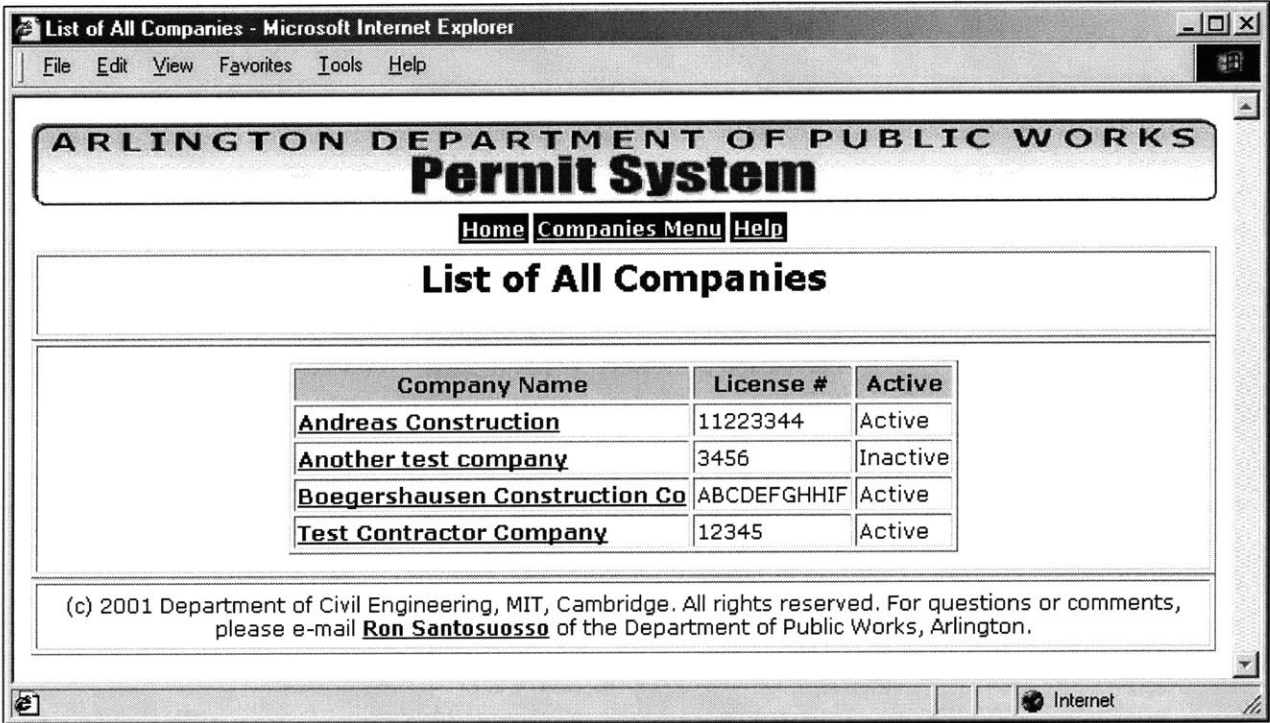 List of All Companies - Microsoft Internet Explorer
File Edit View Favorites Tools Help
ARLINGTON DEPARTMENT OF PUBLIC WORKS
Permit System
Home Companies Menu Help
List of All Companies
Company Name License # Active
Andreas Construction 11223344 Active
Another test company 3456 Inactive
Boegershausen Construction Co ABCDEFGHHIF Active
Test Contractor Company 12345 Active
(c) 2001 Department of Civil Engineering, MIT, Cambridge. All rights reserved. For questions or comments,
please e-mail Ron Santosuosso of the Department of Public Works, Arlington.
Internet